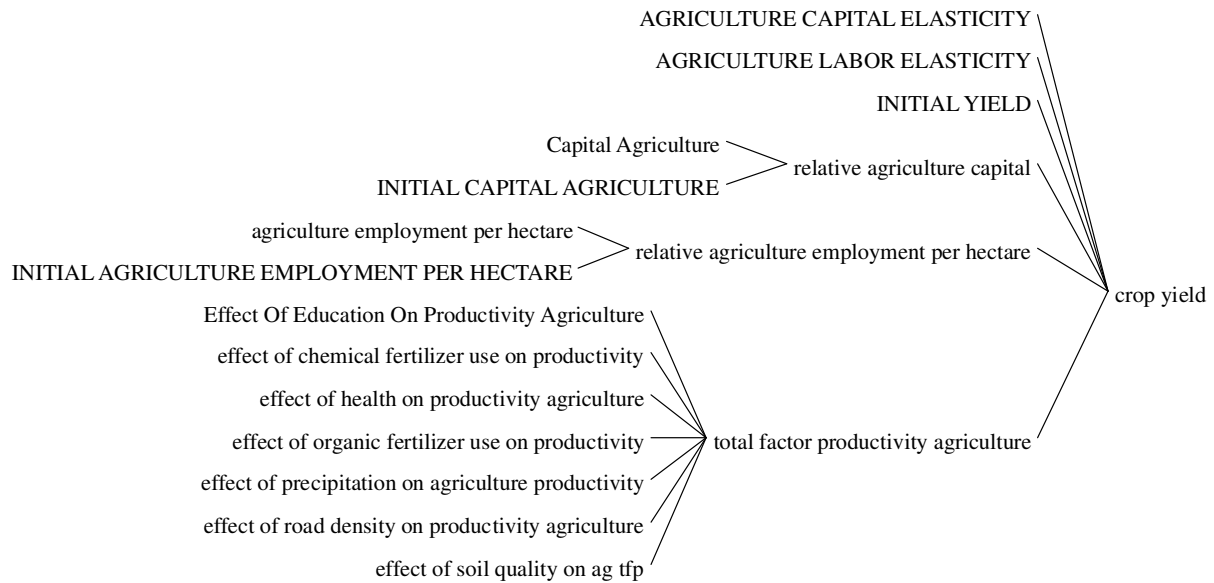 AGRICULTURE CAPITAL ELASTICITY
AGRICULTURE LABOR ELASTICITY
INITIAL YIELD
Capital Agriculture
relative agriculture capital
INITIAL CAPITAL AGRICULTURE
agriculture employment per hectare
relative agriculture employment per hectare
INITIAL AGRICULTURE EMPLOYMENT PER HECTARE
crop yield
Effect Of Education On Productivity Agriculture
effect of chemical fertilizer use on productivity
effect of health on productivity agriculture
effect of organic fertilizer use on productivity
total factor productivity agriculture
effect of precipitation on agriculture productivity
effect of road density on productivity agriculture
effect of soil quality on ag tfp